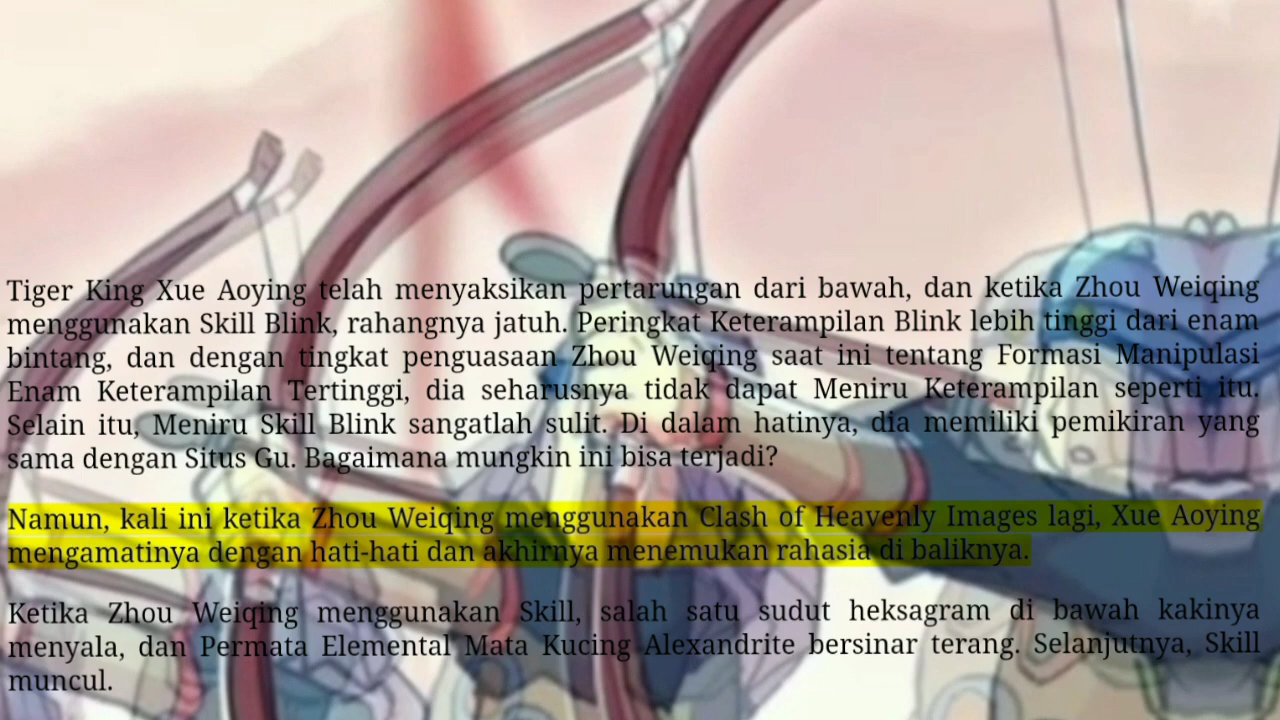 Tiger King Xue Aoying telah menyaksikan pertarungan dari bawah, dan ketika Zhou Weiqing
menggunakan Skill Blink, rahangnya jatuh. Peringkat Keterampilan Blink lebih tinggi dari enam
bintang, dan dengan tingkat penguasaan Zhou Weiqing saat ini tentang Formasi Manipulasi
Enam Keterampilan Tertinggi, dia seharusnya tidak dapat Meniru Keterampilan seperti itu.
Selain itu, Meniru Skill Blink sangatlah sulit. Di dalam hatinya, dia memiliki pemikiran yang
sama dengan Situs Gu. Bagaimana mungkin ini bisa terjadi?
Namun, kali ini ketika Zhou Weiqing menggunakan Clash of Heavenly Images lagi, Xue Aoying
mengamatinya dengan hati-hati dan akhirnya menemukan rahasia di baliknya.
Ketika Zhou Weiqing menggunakan Skill, salah satu sudut heksagram di bawah kakinya
menyala, dan Permata Elemental Mata Kucing Alexandrite bersinar terang. Selanjutnya, Skill
muncul.